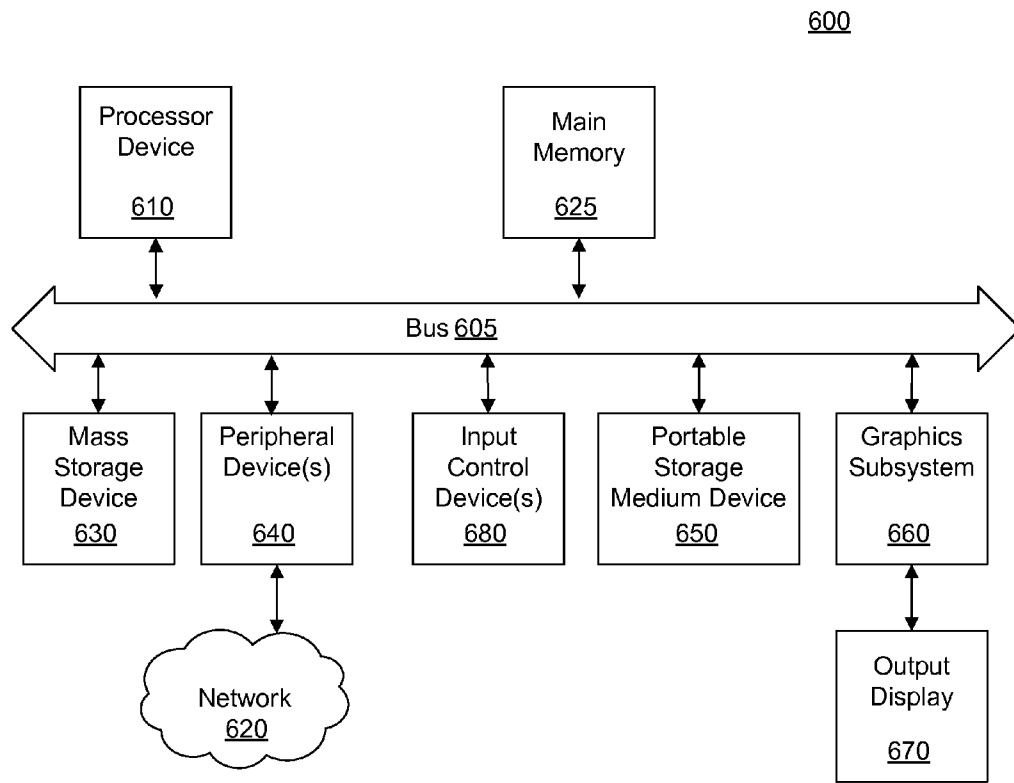 600
Processor
Device
610
Main
Memory
625
Bus 605
Mass
Storage
Device
630
Peripheral
Device(s)
640
Input
Control
Device(s)
680
Portable
Storage
Medium Device
650
Graphics
Subsystem
660
Network
620
Output
Display
670